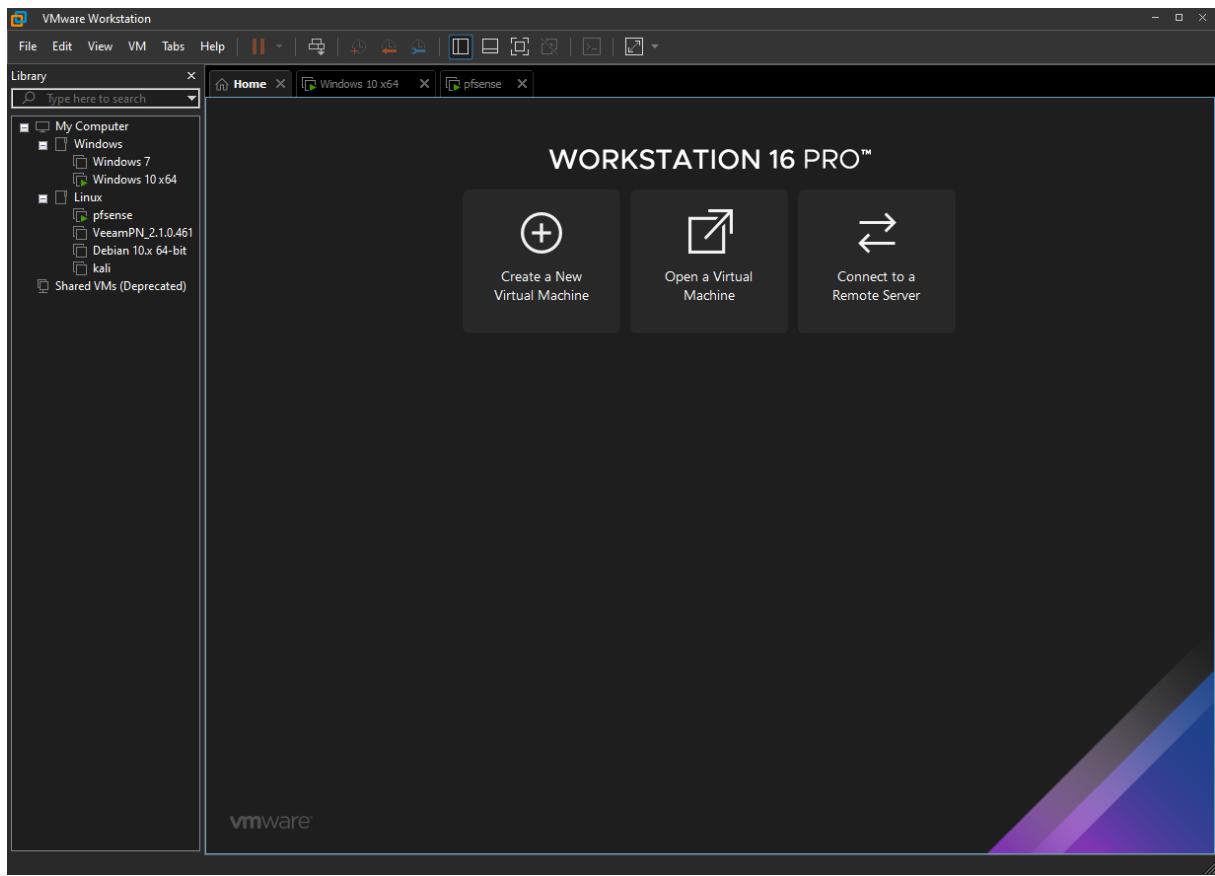 VMware Workstation
File Edit View VM Tabs Help
Library
Type here to search
My Computer
Windows
Windows 7
Windows 10 x64
Linux
pfsense
VeeamPN_2.1.0.461
Debian 10.x 64-bit
kali
Shared VMs (Deprecated)
Home
Windows 10 x64
pfsense
WORKSTATION 16 PRO™
Create a New
Virtual Machine
Open a Virtual
Machine
Connect to a
Remote Server
vmware